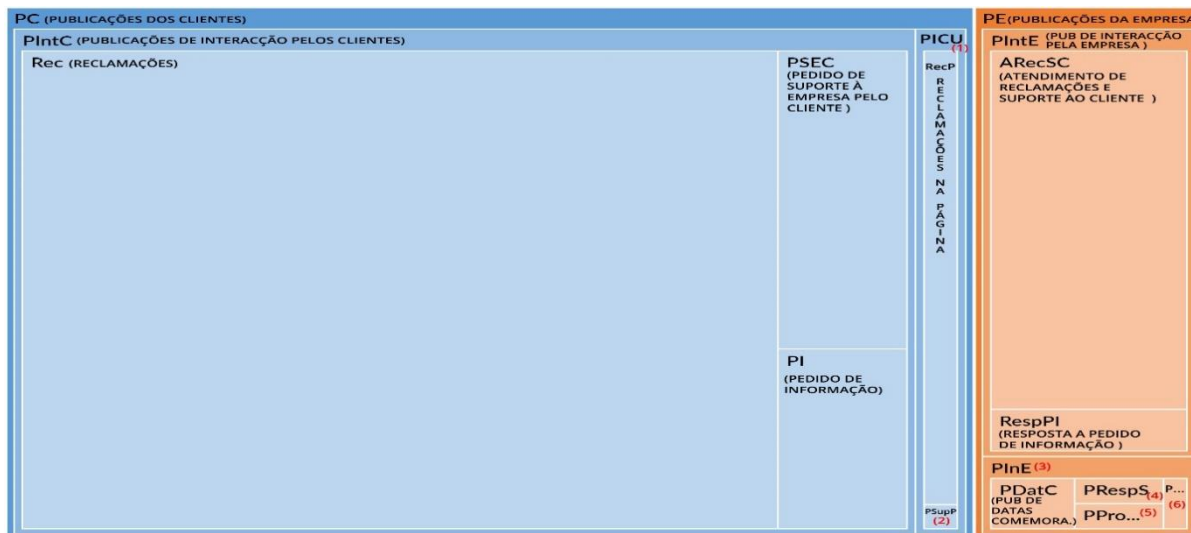 PC (PUBLICAÇÕES DOS CLIENTES)
PIntC (PUBLICAÇÕES DE INTERACÇÃO PELOS CLIENTES)
Rec (RECLAMAÇÕES)
PSEC
(PEDIDO DE
SUPORTE À
EMPRESA PELO
CLIENTE )
PI
(PEDIDO DE
INFORMAÇÃO)
PICU
(1)
RecP
RECLAMAÇÕES NA PÁGINA
PSupP
(2)
PE(PUBLICAÇÕES DA EMPRESA
PIntE (PUB DE INTERACÇÃO
PELA EMPRESA )
ARecSC
(ATENDIMENTO DE
RECLAMAÇÕES E
SUPORTE AO CLIENTE )
RespPI
(RESPOSTA A PEDIDO
DE INFORMAÇÃO )
PInE (3)
PDatC
(PUB DE
DATAS
COMEMORA.)
PRespS (4)
PPro... (5)
P...
(6)